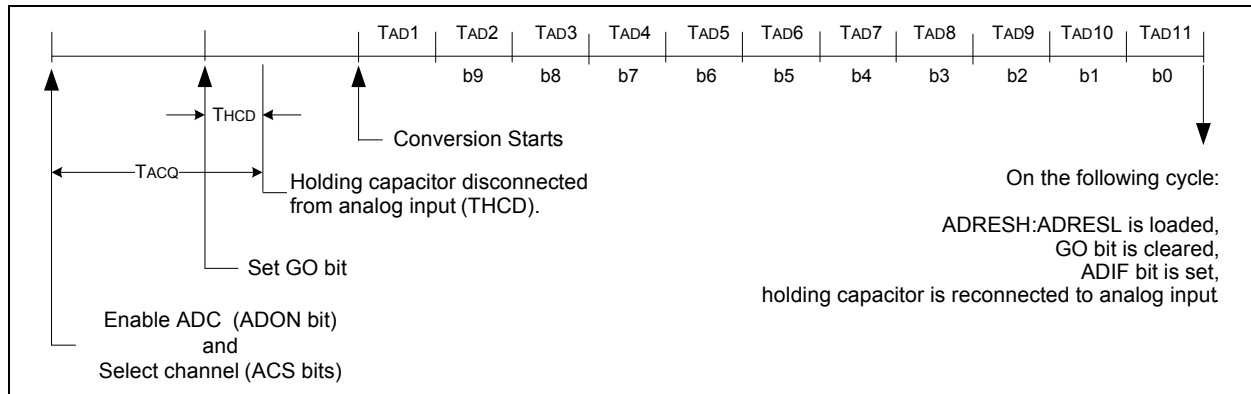 TAD1 TAD2 TAD3 TAD4 TAD5 TAD6 TAD7 TAD8 TAD9 TAD10 TAD11
b9 b8 b7 b6 b5 b4 b3 b2 b1 b0
THCD
Conversion Starts
TACQ
Holding capacitor disconnected
from analog input (THCD).
On the following cycle:
ADRESH:ADRESL is loaded,
GO bit is cleared,
ADIF bit is set,
holding capacitor is reconnected to analog input
Set GO bit
Enable ADC (ADON bit)
and
Select channel (ACS bits)